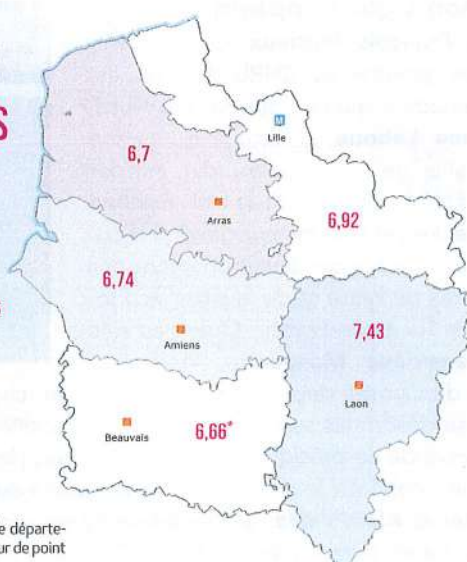 S
6,7
M
Lille
Arras
6,92
6,74
7,43
Amiens
Laon
Beauvais
6,66*
e départe-
ur de point